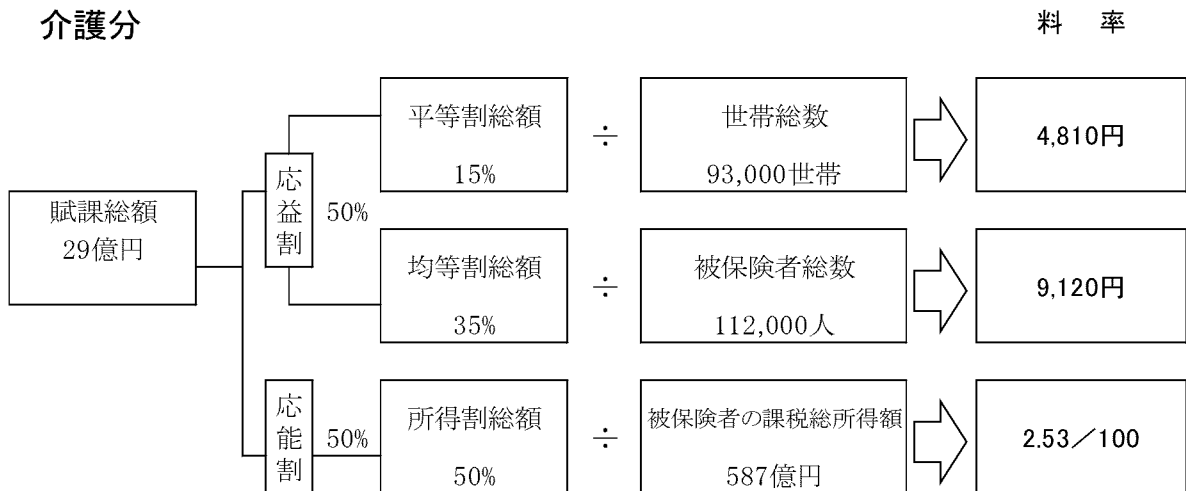 介護分
料 率
賦課総額
29億円
応益割
50%
平等割総額
15%
÷
世帯総数
93,000世帯
4,810円
均等割総額
35%
÷
被保険者総数
112,000人
9,120円
応能割
50%
所得割総額
50%
÷
被保険者の課税総所得額
587億円
2.53/100